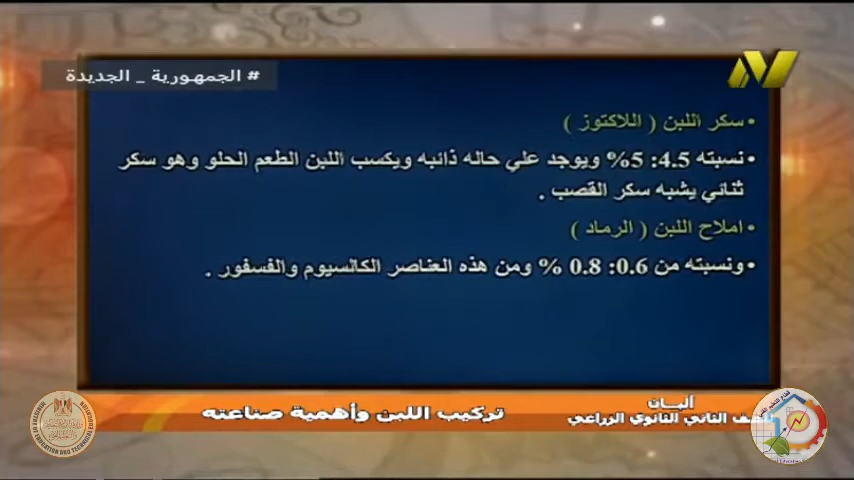 # الجمهورية _ الجديدة
• سكر اللبن ( اللاكتوز )
• نسبته 4.5: 5% ويوجد علي حاله ذائبه ويكسب اللبن الطعم الحلو وهو سكر
ثنائي يشبه سكر القصب .
• املاح اللبن ( الرماد )
• ونسبته من 0.6: 0.8 % ومن هذه العناصر الكالسيوم والفسفور .
ألبان
الثاني الثانوي الزراعي
تركيب اللبن وأهمية صناعته